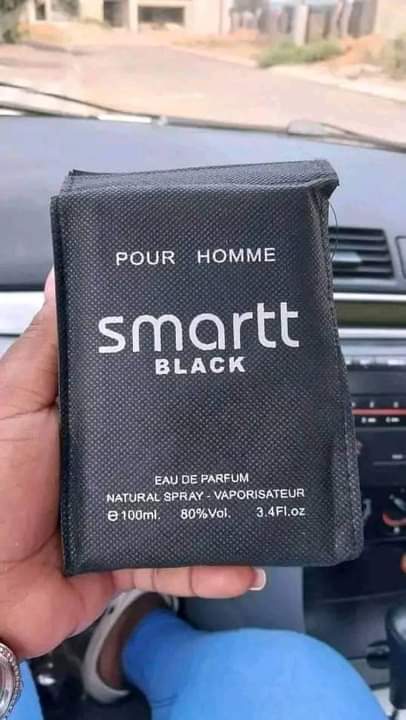 POUR HOMME
smartt
BLACK
EAU DE PARFUM
NATURAL SPRAY - VAPORISATEUR
℮100ml. 80%Vol. 3.4Fl.oz